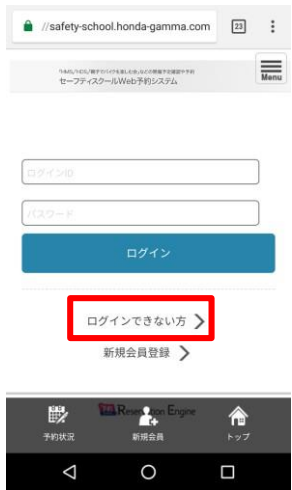 //safety-school.honda-gamma.com
23
Menu
セーフティスクールWeb予約システム
ログインID
パスワード
ログイン
ログインできない方
新規会員登録
Engine
予約状況
新規会員
トップ